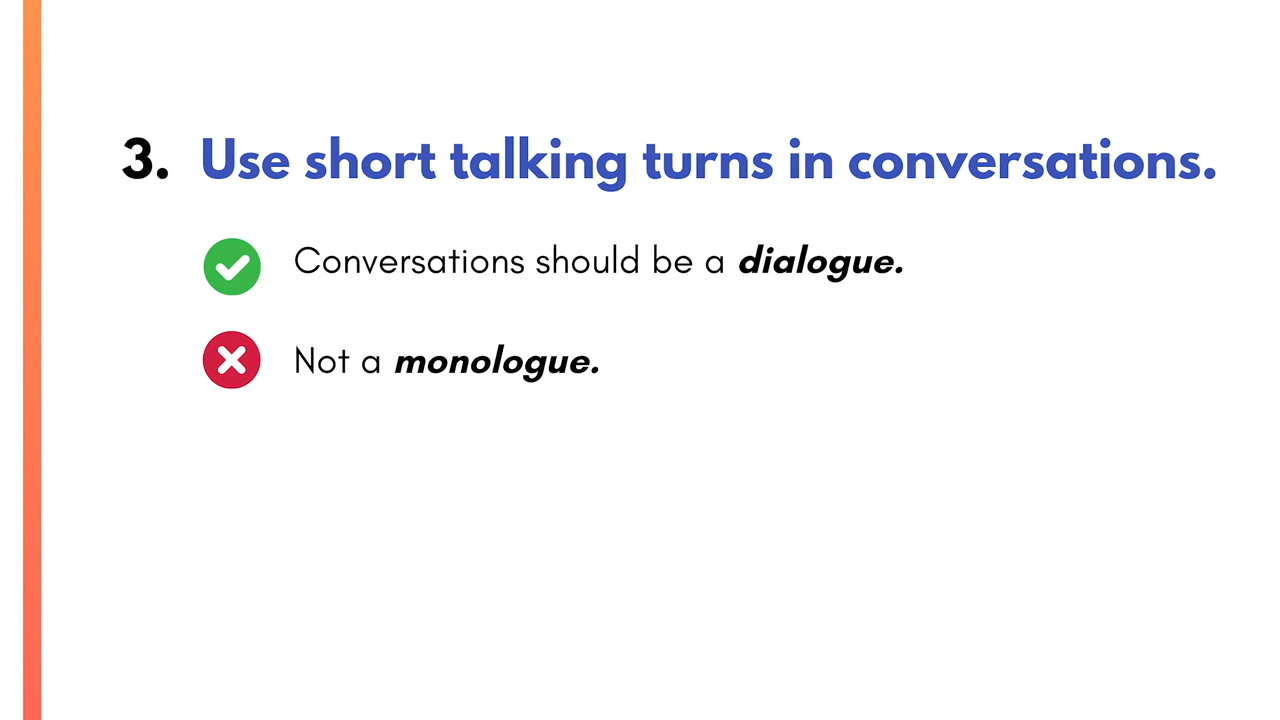 3. Use short talking turns in conversations.
Conversations should be a dialogue.
Not a monologue.